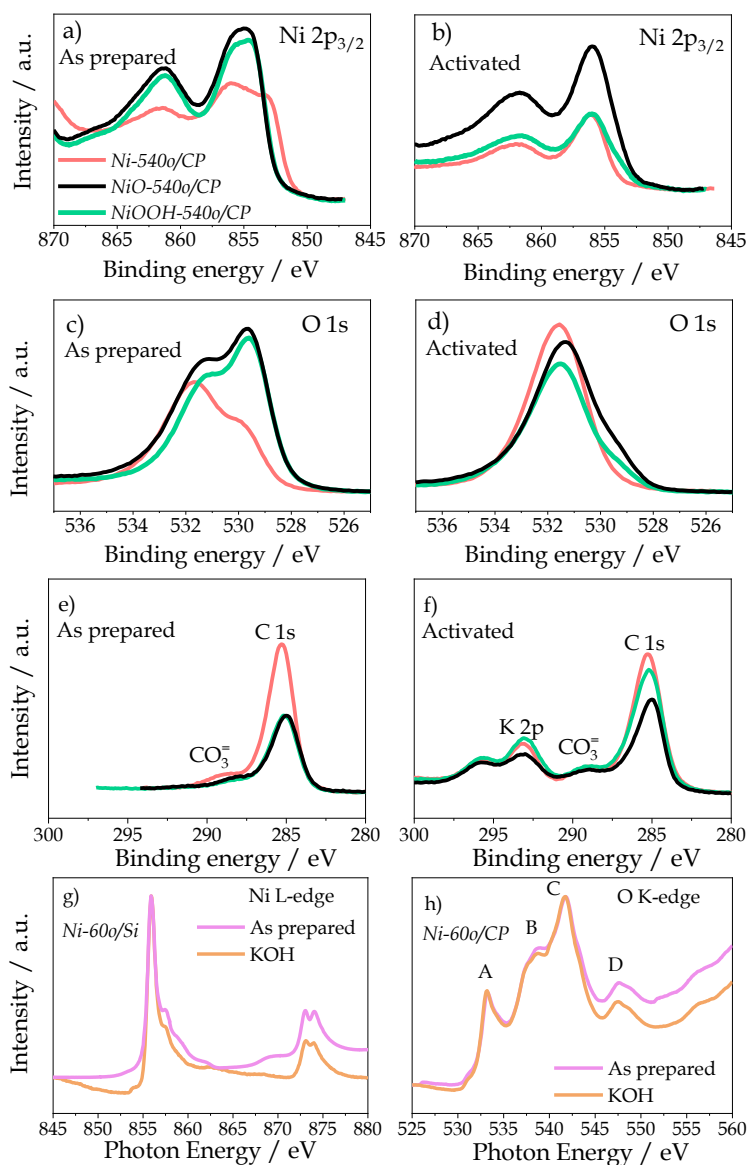 a)
Ni 2p3/2
As prepared
Ni-540o/CP
NiO-540o/CP
NiOOH-540o/CP
Intensity / a.u.
870 865 860 855 850 845
Binding energy / eV
b)
Ni 2p3/2
Activated
870 865 860 855 850 845
Binding energy / eV
c)
O 1s
As prepared
Intensity / a.u.
536 534 532 530 528 526
Binding energy / eV
d)
O 1s
Activated
536 534 532 530 528 526
Binding energy / eV
e)
As prepared
C 1s
CO3=
Intensity / a.u.
300 295 290 285 280
Binding energy / eV
f)
Activated
C 1s
K 2p
CO3=
300 295 290 285 280
Binding energy / eV
g)
Ni L-edge
Ni-60o/Si
As prepared
KOH
Intensity / a.u.
845 850 855 860 865 870 875 880
Photon Energy / eV
h)
C
O K-edge
Ni-60o/CP
B
A
D
As prepared
KOH
525 530 535 540 545 550 555 560
Photon Energy / eV